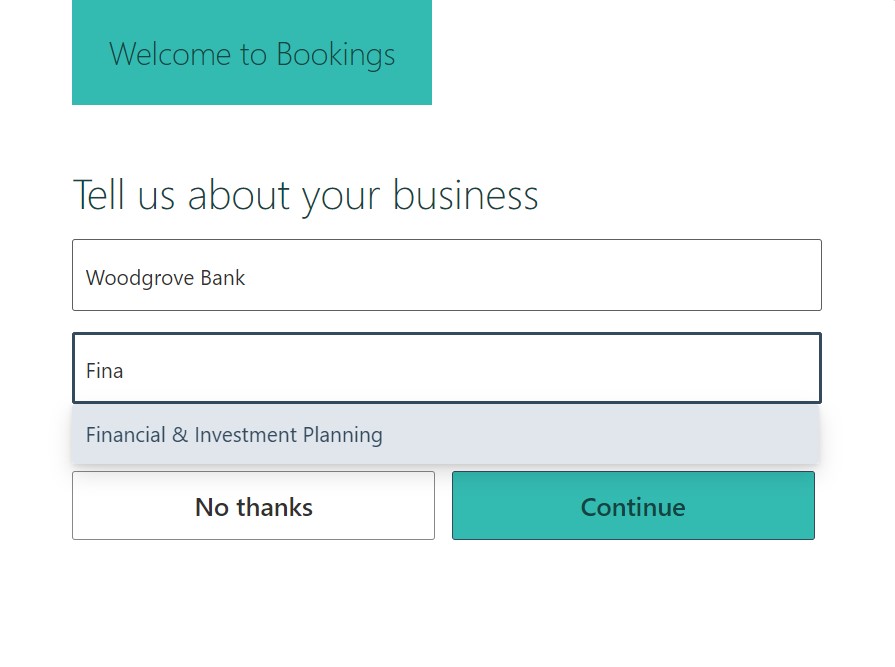 Welcome to Bookings
Tell us about your business
Woodgrove Bank
Fina
Financial & Investment Planning
No thanks
Continue